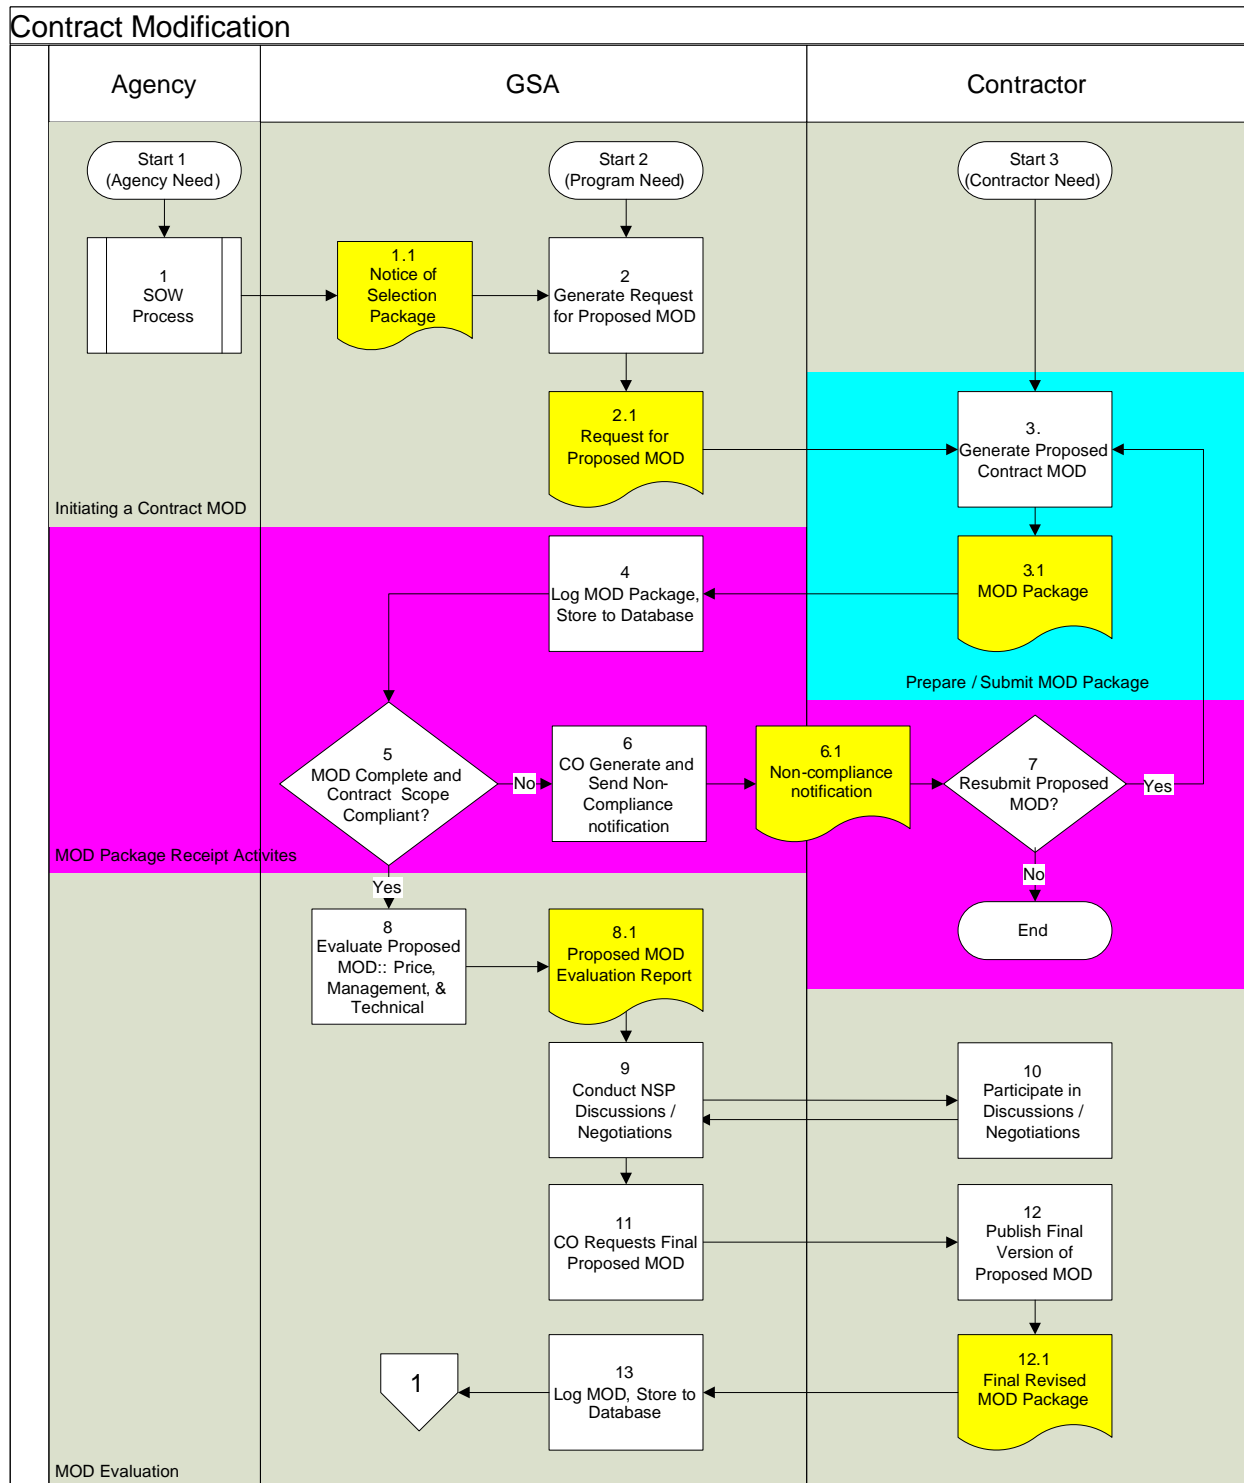 Contract Modification
Agency
GSA
Contractor
Start 1
(Agency Need)
Start 2
(Program Need)
Start 3
(Contractor Need)
1
SOW
Process
1.1
Notice of
Selection
Package
2
Generate Request
for Proposed MOD
2.1
Request for
Proposed MOD
3.
Generate Proposed
Contract MOD
Initiating a Contract MOD
4
Log MOD Package,
Store to Database
3.1
MOD Package
Prepare / Submit MOD Package
5
MOD Complete and
Contract Scope
Compliant?
No
6
CO Generate and
Send Non-
Compliance
notification
6.1
Non-compliance
notification
7
Resubmit Proposed
MOD?
Yes
MOD Package Receipt Activites
Yes
No
End
8
Evaluate Proposed
MOD:: Price,
Management, &
Technical
8.1
Proposed MOD
Evaluation Report
9
Conduct NSP
Discussions /
Negotiations
10
Participate in
Discussions /
Negotiations
11
CO Requests Final
Proposed MOD
12
Publish Final
Version of
Proposed MOD
1
13
Log MOD, Store to
Database
12.1
Final Revised
MOD Package
MOD Evaluation